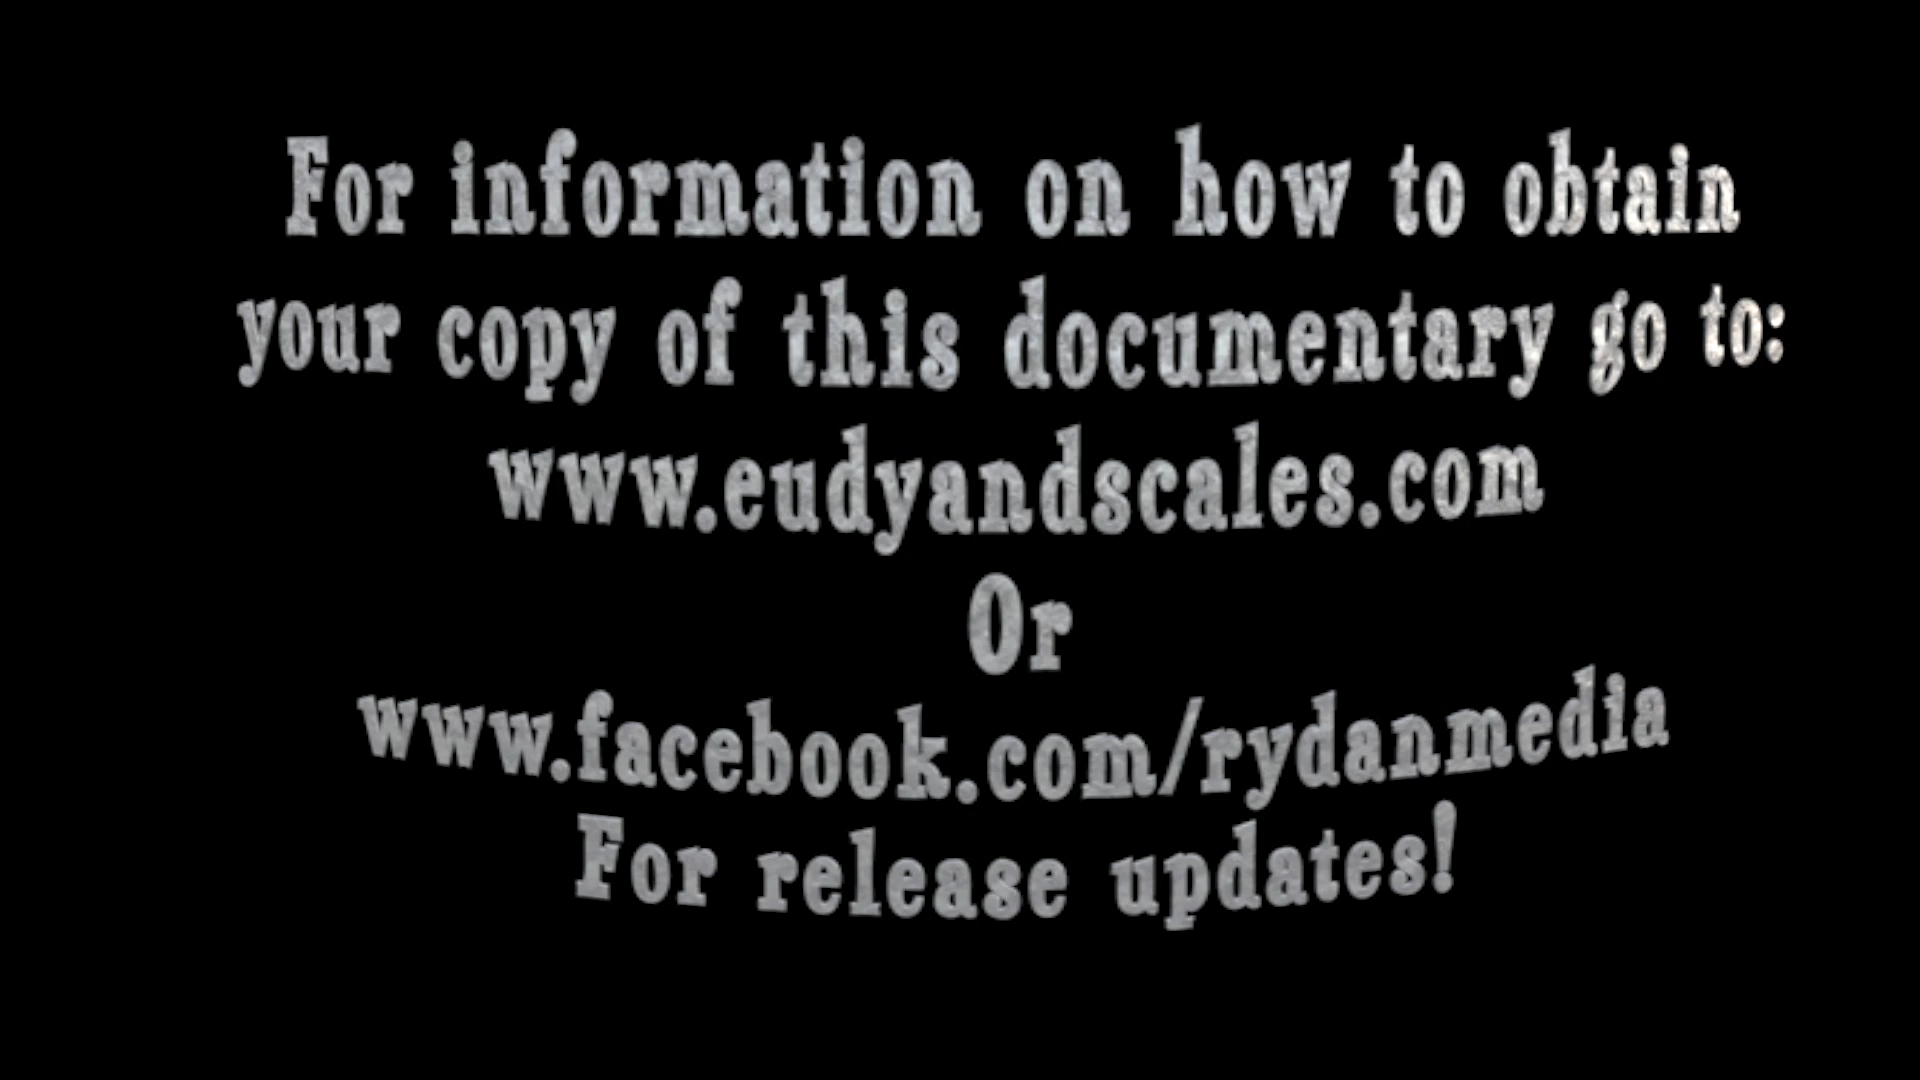 For information on how to obtain
your copy of this documentary go to:
www.eudyandscales.com
Or
www.facebook.com/rydanmedia
For release updates!